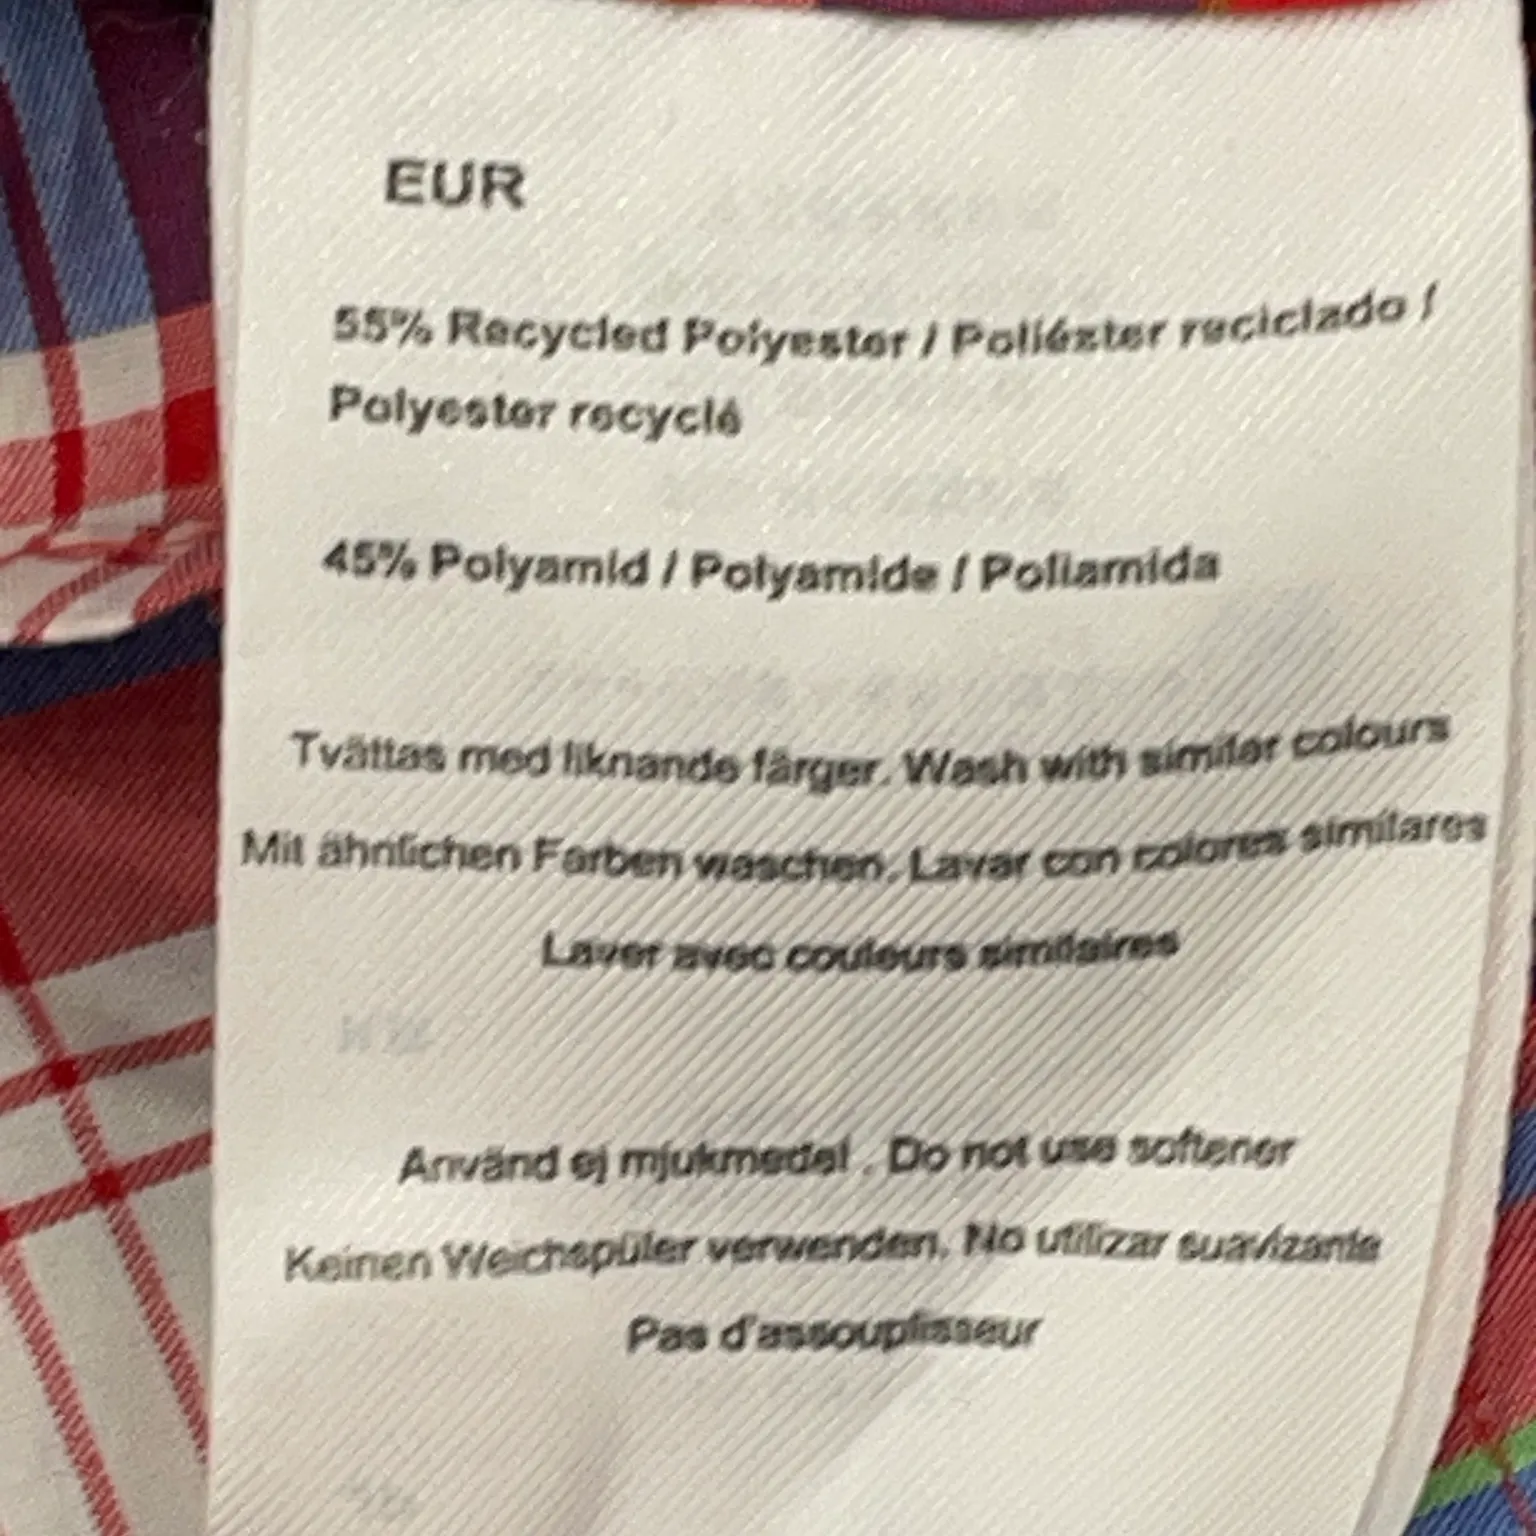 EUR
55% Recycled Polyester / Poliéster reciclado /
Polyester recyclé
45% Polyamid / Polyamide / Poliamida
Tvättas med liknande färger. Wash with similar colours
Mit ähnlichen Farben waschen. Lavar con colores similares
Laver avec couleurs similaires
Använd ej mjukmedel . Do not use softener
Keinen Weichspüler verwenden. No utilizar suavizante
Pas d'assouplisseur